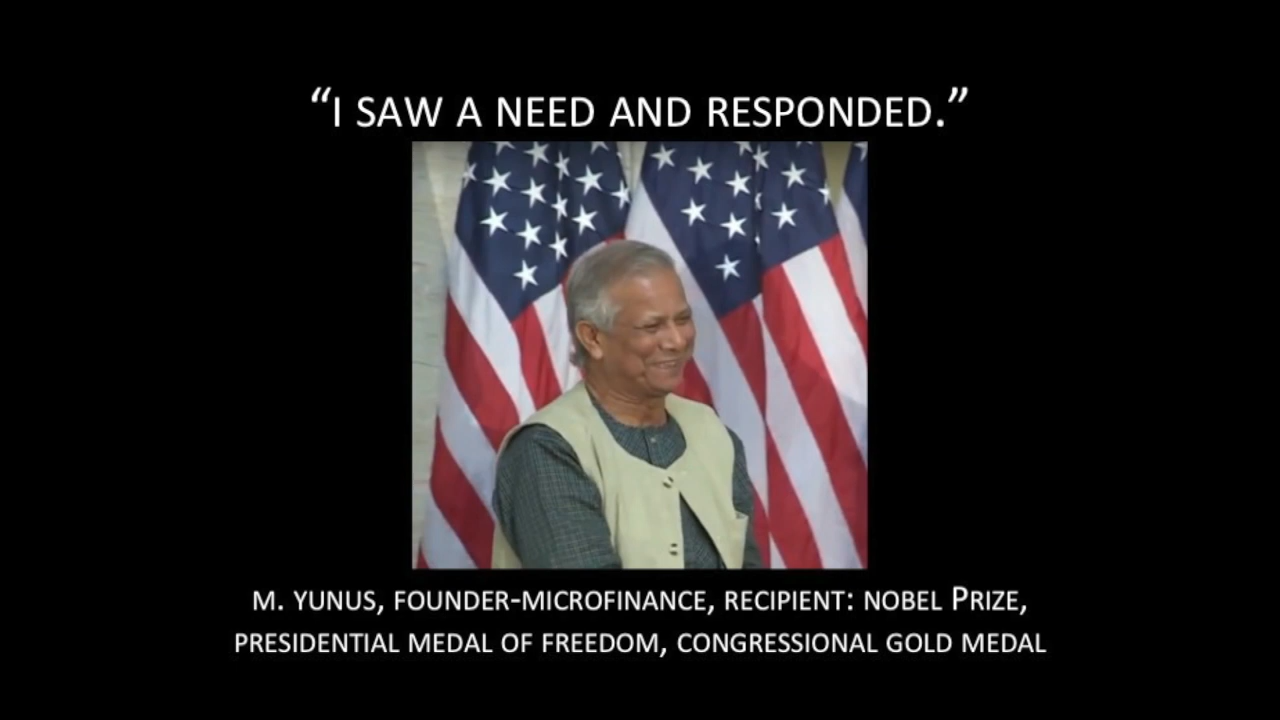 “I SAW A NEED AND RESPONDED.”
M. YUNUS, FOUNDER-MICROFINANCE, RECIPIENT: NOBEL PRIZE,
PRESIDENTIAL MEDAL OF FREEDOM, CONGRESSIONAL GOLD MEDAL